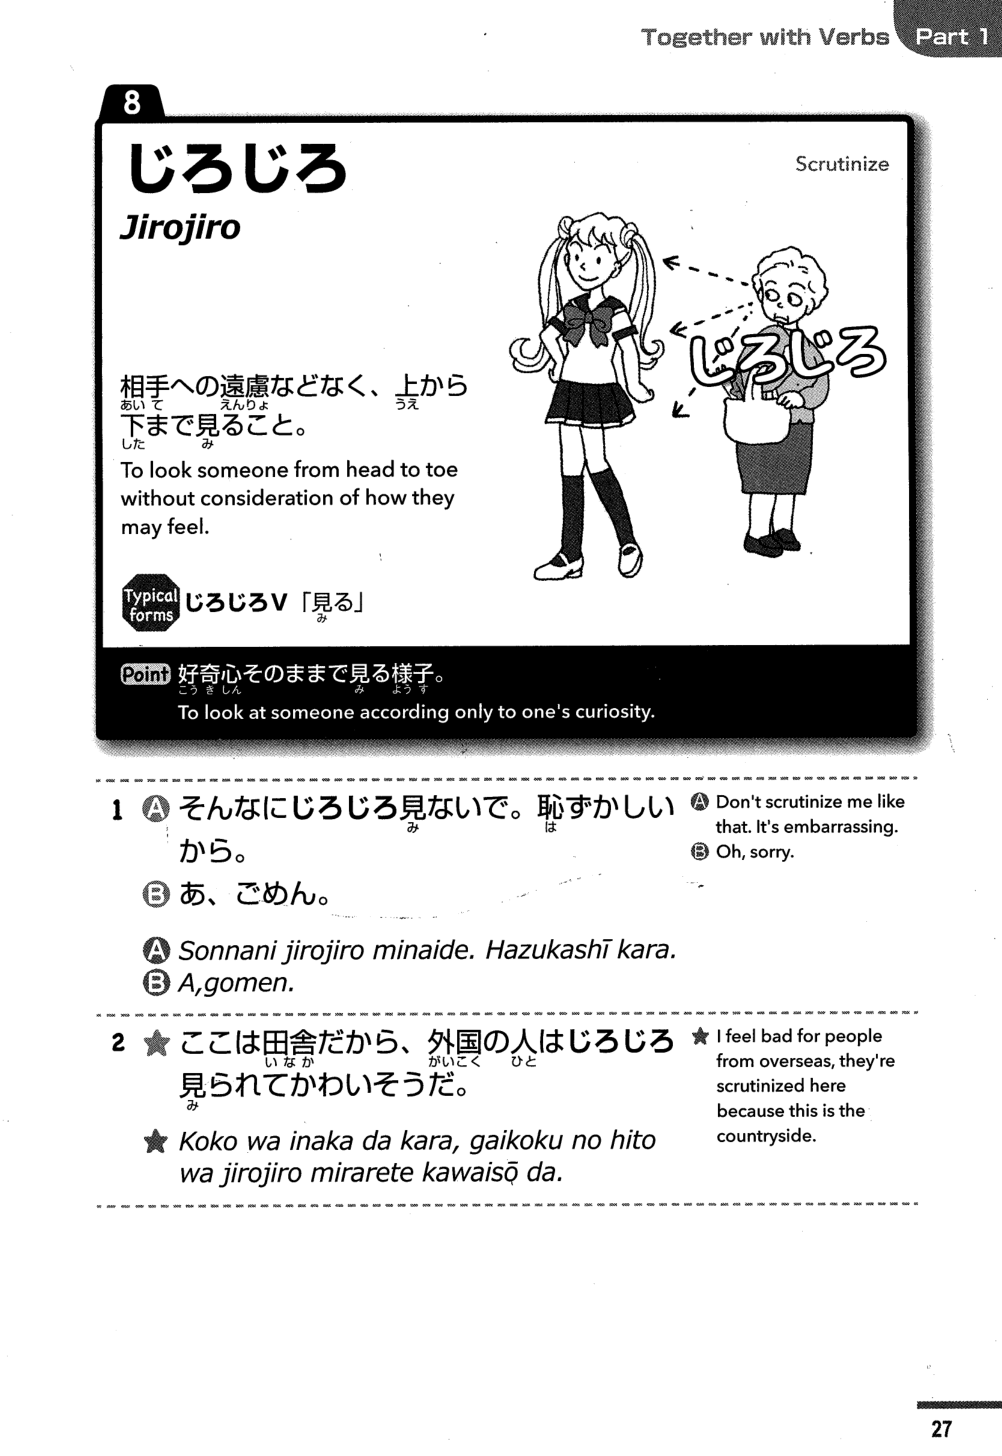 Together with Verbs Part 1
8
じろじろ
Scrutinize
Jirojiro
じろじろ
相手への遠慮などなく、上から
あいて えんりょ うえ
下まで見ること。
した み
To look someone from head to toe
without consideration of how they
may feel.
Typical
forms
じろじろV「見る」
み
Point 好奇心そのままで見る様子。
こうきしん み ようす
To look at someone according only to one's curiosity.
1 A そんなにじろじろ見ないで。恥ずかしい
み は
から。
B あ、ごめん。
A Don't scrutinize me like
that. It's embarrassing.
B Oh, sorry.
A Sonnani jirojiro minaide. Hazukashī kara.
B A,gomen.
2 ★ ここは田舎だから、外国の人はじろじろ
いなか がいこく ひと
見られてかわいそうだ。
み
★ I feel bad for people
from overseas, they're
scrutinized here
because this is the
countryside.
★ Koko wa inaka da kara, gaikoku no hito
wa jirojiro mirarete kawaisō da.
27